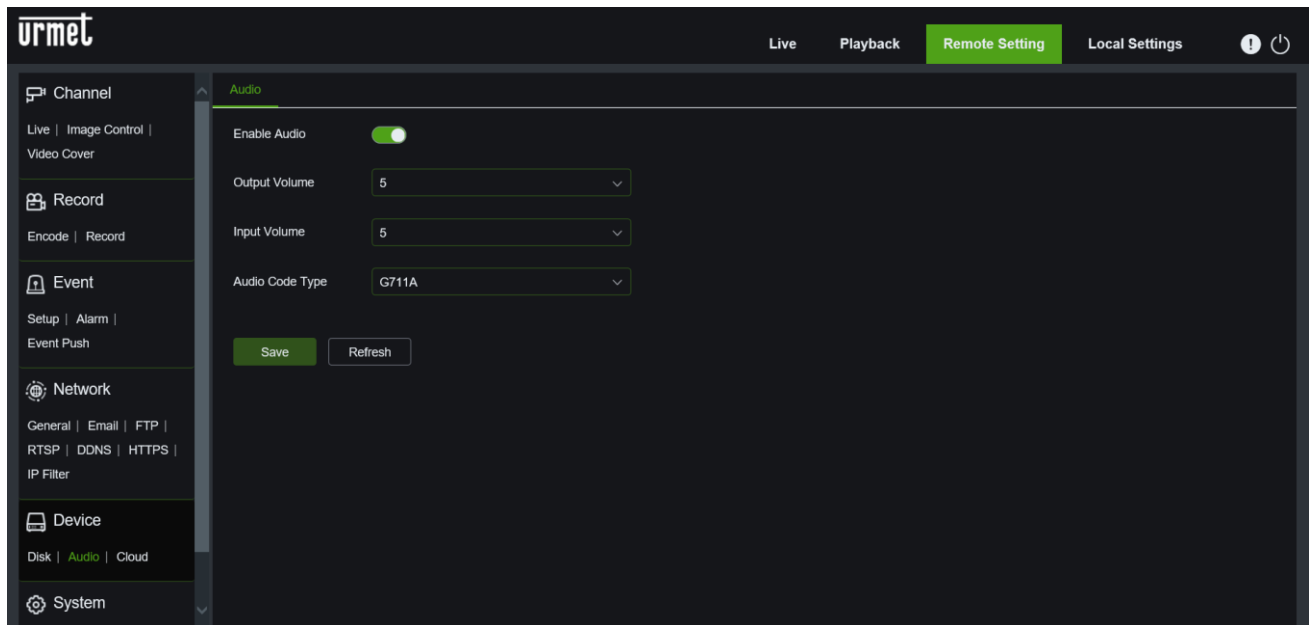 urmet
Live Playback Remote Setting Local Settings
Channel
Live | Image Control |
Video Cover
Record
Encode | Record
Event
Setup | Alarm |
Event Push
Network
General | Email | FTP |
RTSP | DDNS | HTTPS |
IP Filter
Device
Disk | Audio | Cloud
System
Audio
Enable Audio
Output Volume 5
Input Volume 5
Audio Code Type G711A
Save Refresh